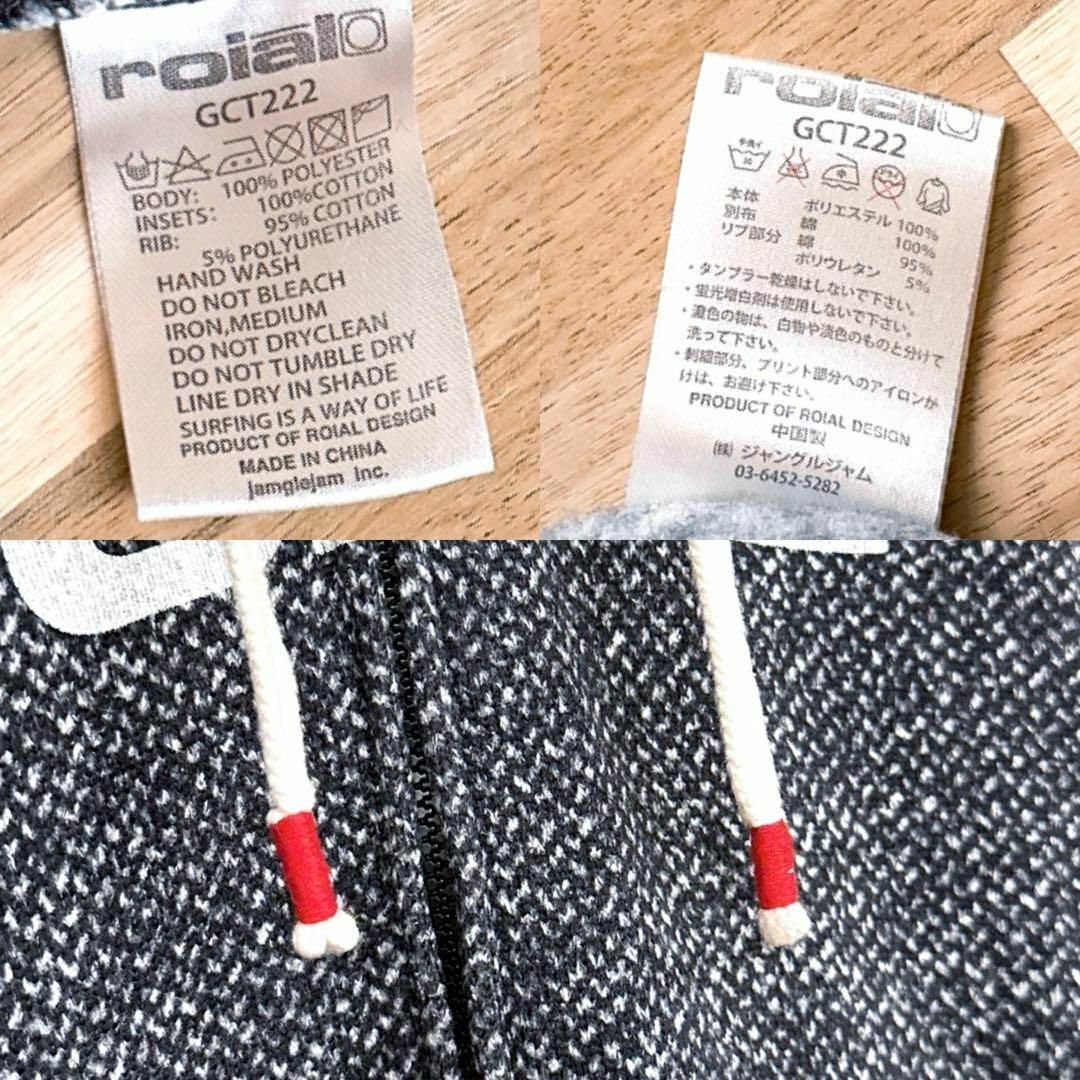 roial
GCT222
BODY: 100% POLYESTER
INSETS: 100%COTTON
RIB: 95% COTTON
5% POLYURETHANE
HAND WASH
DO NOT BLEACH
IRON,MEDIUM
DO NOT DRYCLEAN
DO NOT TUMBLE DRY
LINE DRY IN SHADE
SURFING IS A WAY OF LIFE
PRODUCT OF ROIAL DESIGN
MADE IN CHINA
jamglejam Inc.
roial
GCT222
手洗イ
30
本体 ポリエステル 100%
別布 綿 100%
リブ部分 綿 95%
ポリウレタン 5%
・タンブラー乾燥はしないで下さい。
・蛍光増白剤は使用しないで下さい。
・濃色の物は、白物や淡色のものと分けて
洗って下さい。
・刺繍部分、プリント部分へのアイロンが
けは、お避け下さい。
PRODUCT OF ROIAL DESIGN
中国製
㈱ ジャングルジャム
03-6452-5282